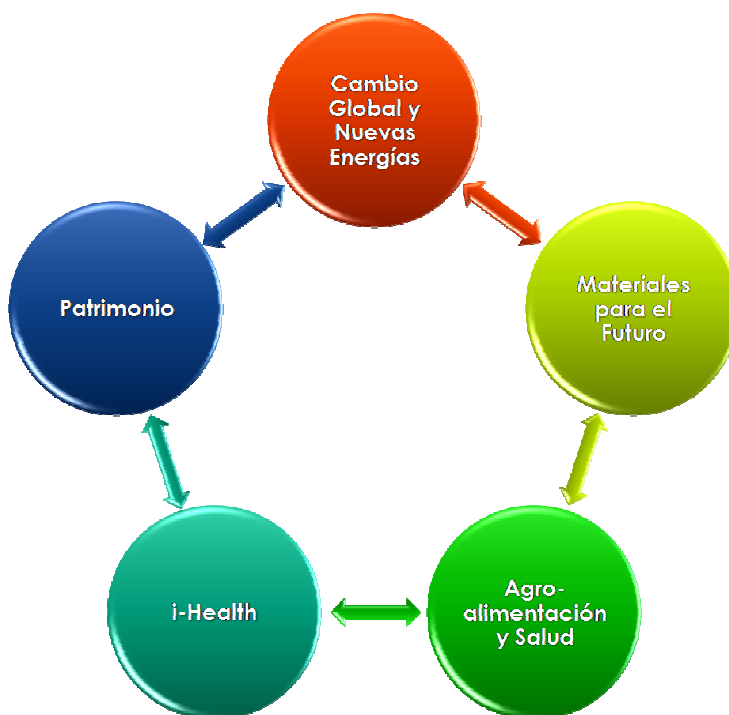 Cambio
Global y
Nuevas
Energías
Materiales
para el
Futuro
Agro-
alimentación
y Salud
i-Health
Patrimonio